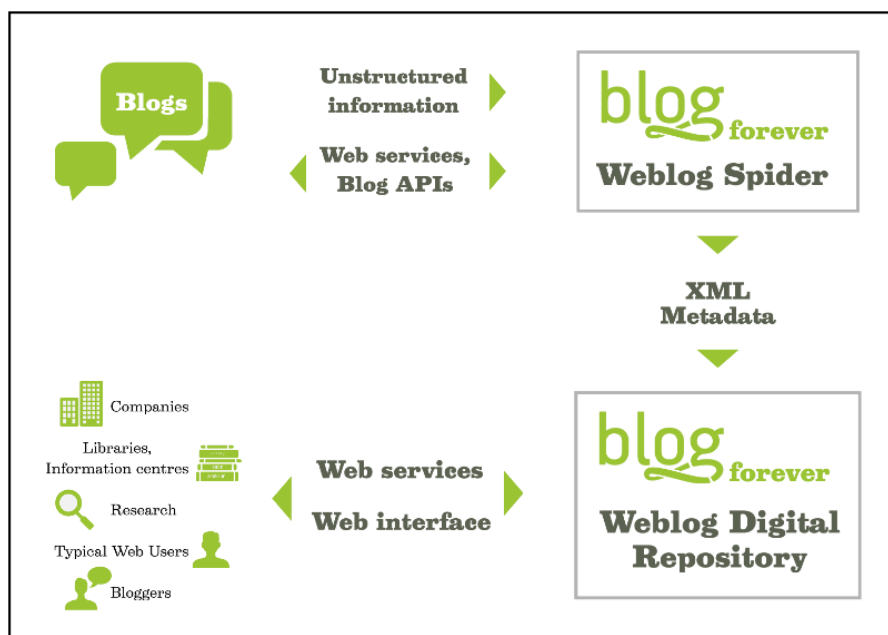 Blogs
Unstructured
information
Web services,
Blog APIs
blog
forever
Weblog Spider
XML
Metadata
Companies
Libraries,
Information centres
Research
Typical Web Users
Bloggers
Web services
Web interface
blog
forever
Weblog Digital
Repository